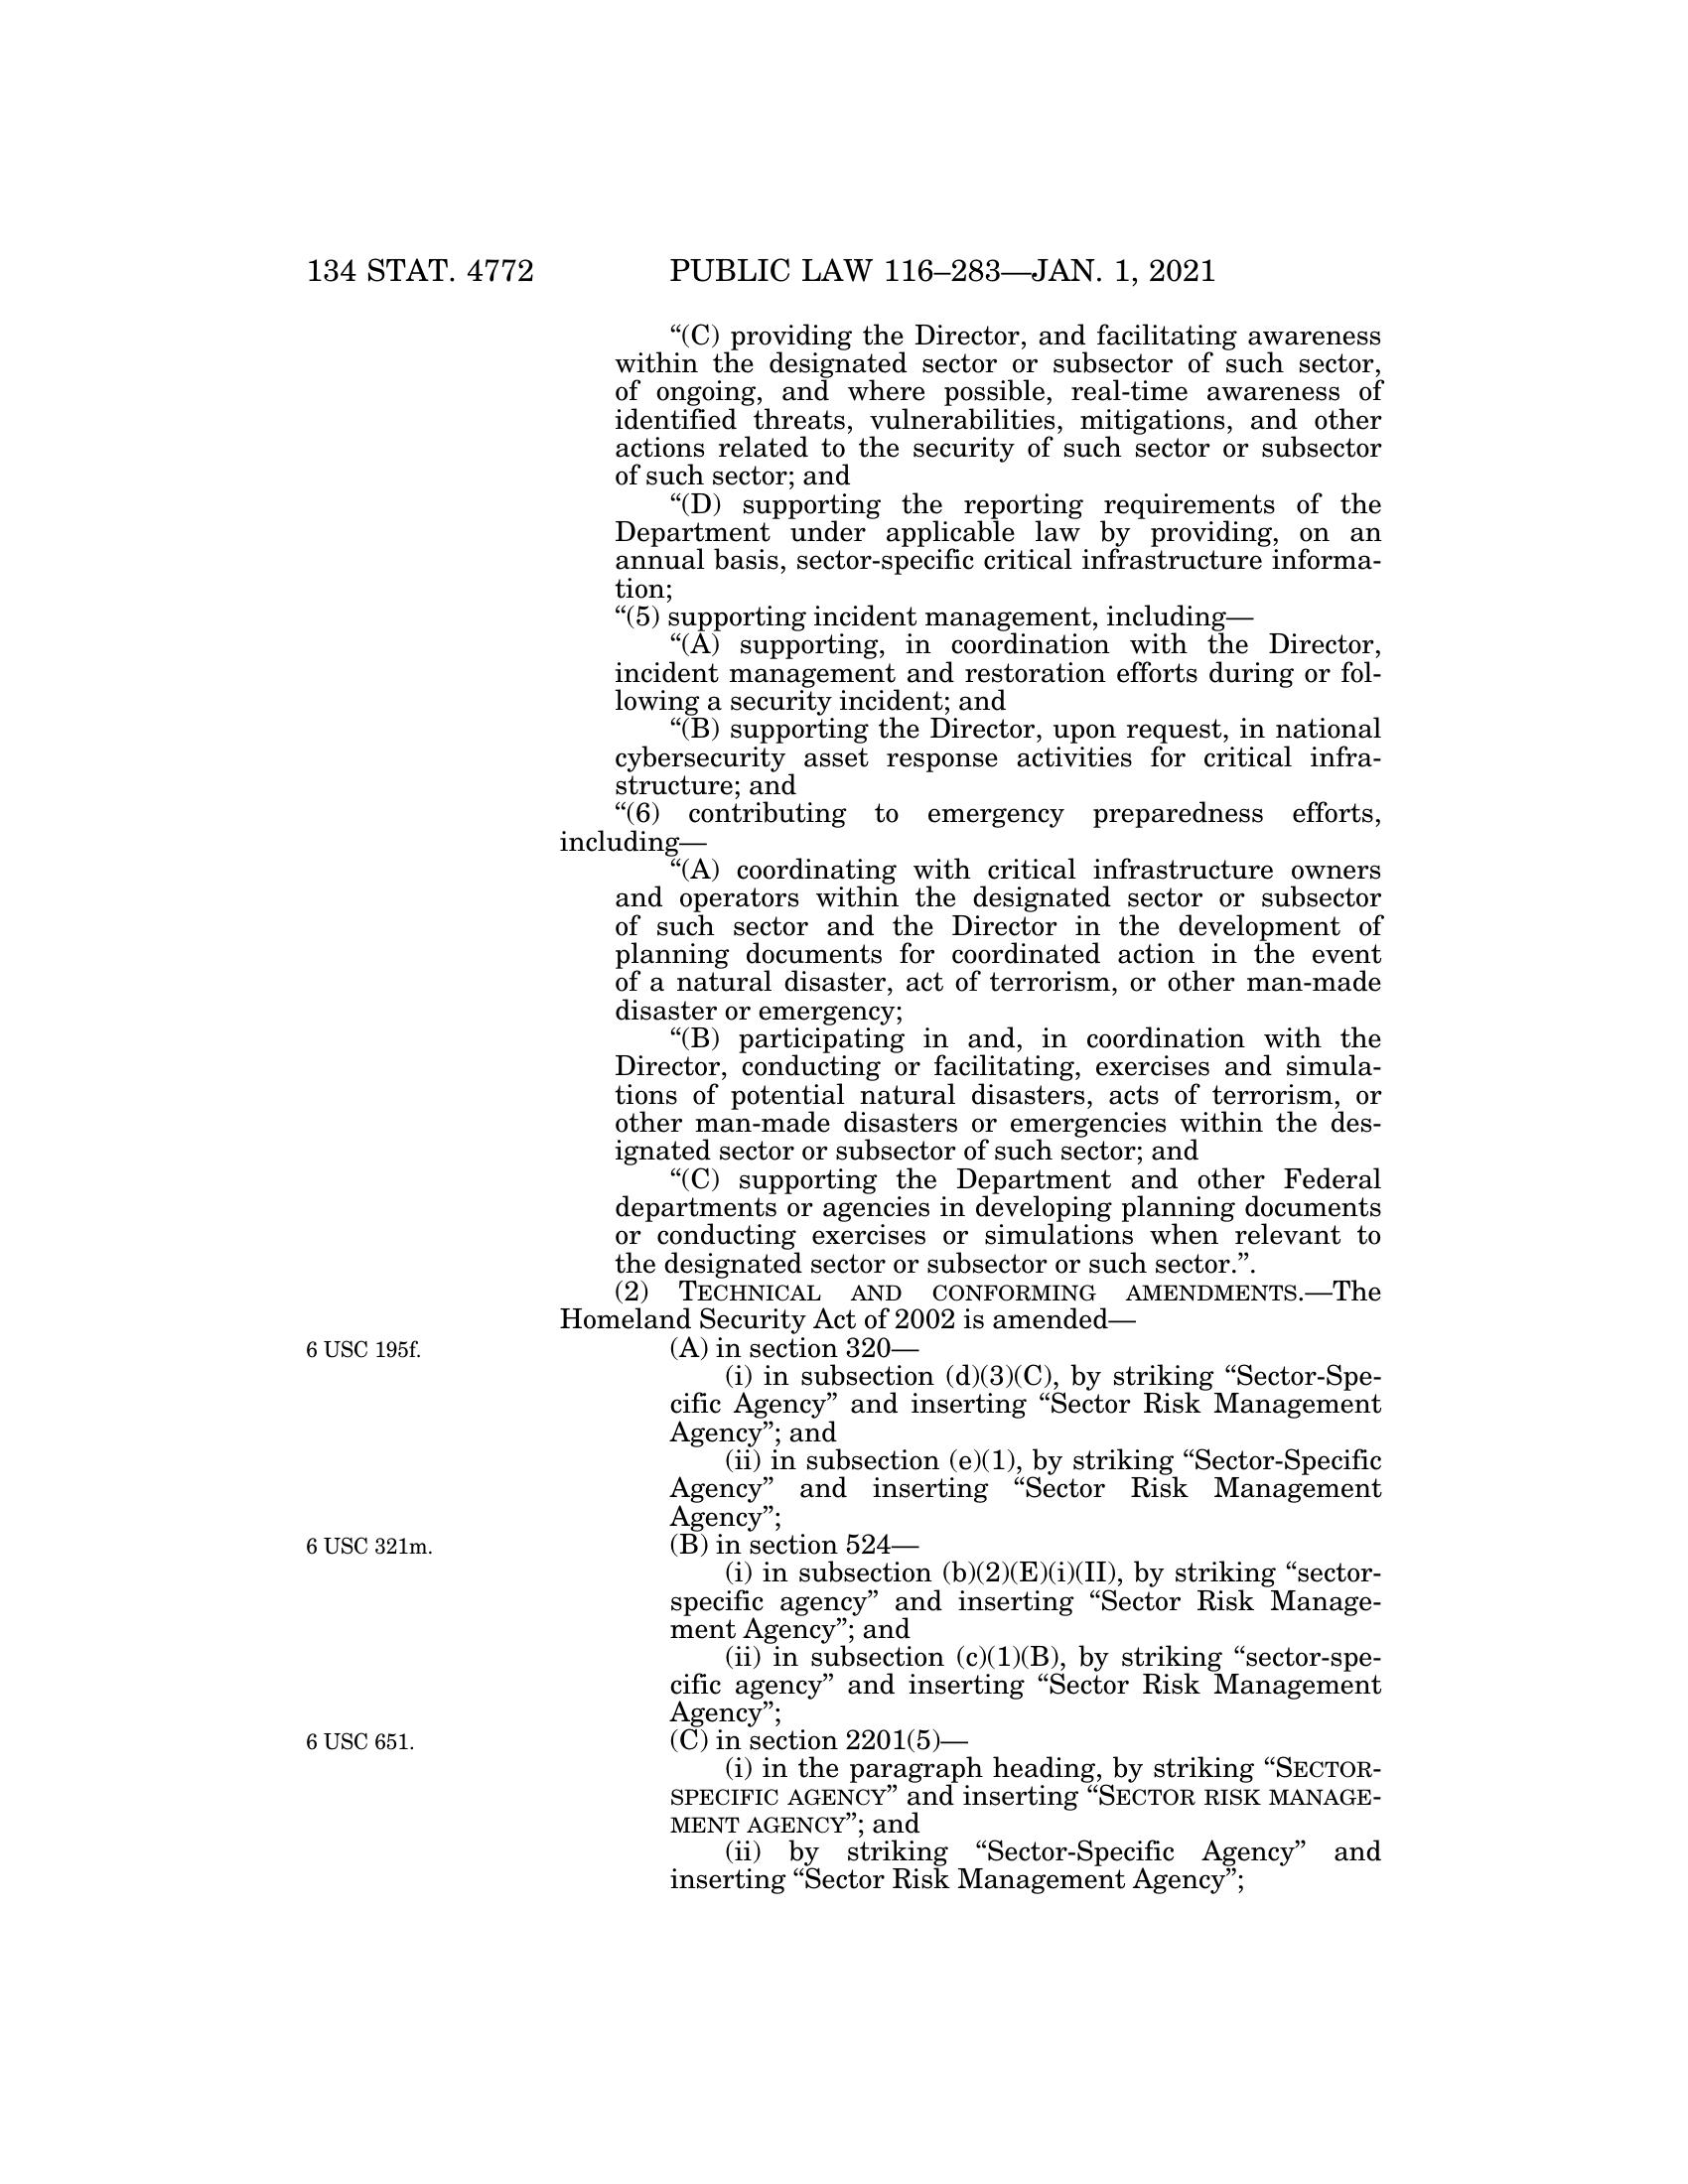 134 STAT. 4772 PUBLIC LAW 116–283—JAN. 1, 2021
“(C) providing the Director, and facilitating awareness
within the designated sector or subsector of such sector,
of ongoing, and where possible, real-time awareness of
identified threats, vulnerabilities, mitigations, and other
actions related to the security of such sector or subsector
of such sector; and
“(D) supporting the reporting requirements of the
Department under applicable law by providing, on an
annual basis, sector-specific critical infrastructure informa-
tion;
“(5) supporting incident management, including—
“(A) supporting, in coordination with the Director,
incident management and restoration efforts during or fol-
lowing a security incident; and
“(B) supporting the Director, upon request, in national
cybersecurity asset response activities for critical infra-
structure; and
“(6) contributing to emergency preparedness efforts,
including—
“(A) coordinating with critical infrastructure owners
and operators within the designated sector or subsector
of such sector and the Director in the development of
planning documents for coordinated action in the event
of a natural disaster, act of terrorism, or other man-made
disaster or emergency;
“(B) participating in and, in coordination with the
Director, conducting or facilitating, exercises and simula-
tions of potential natural disasters, acts of terrorism, or
other man-made disasters or emergencies within the des-
ignated sector or subsector of such sector; and
“(C) supporting the Department and other Federal
departments or agencies in developing planning documents
or conducting exercises or simulations when relevant to
the designated sector or subsector or such sector.”.
(2) TECHNICAL AND CONFORMING AMENDMENTS.—The
Homeland Security Act of 2002 is amended—
6 USC 195f. (A) in section 320—
(i) in subsection (d)(3)(C), by striking “Sector-Spe-
cific Agency” and inserting “Sector Risk Management
Agency”; and
(ii) in subsection (e)(1), by striking “Sector-Specific
Agency” and inserting “Sector Risk Management
Agency”;
6 USC 321m. (B) in section 524—
(i) in subsection (b)(2)(E)(i)(II), by striking “sector-
specific agency” and inserting “Sector Risk Manage-
ment Agency”; and
(ii) in subsection (c)(1)(B), by striking “sector-spe-
cific agency” and inserting “Sector Risk Management
Agency”;
6 USC 651. (C) in section 2201(5)—
(i) in the paragraph heading, by striking “SECTOR-
SPECIFIC AGENCY” and inserting “SECTOR RISK MANAGE-
MENT AGENCY”; and
(ii) by striking “Sector-Specific Agency” and
inserting “Sector Risk Management Agency”;